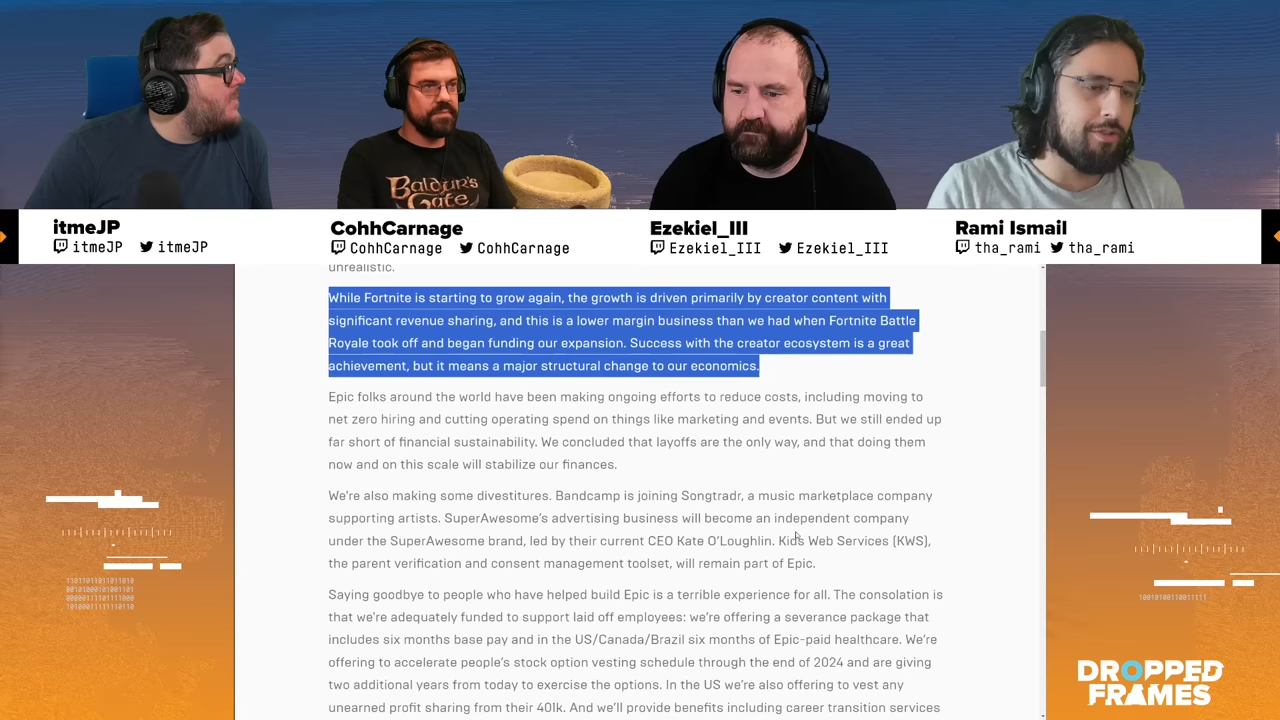 BALDUR'S
GATE
itmeJP
itmeJP itmeJP
CohhCarnage
CohhCarnage CohhCarnage
Ezekiel_III
Ezekiel_III Ezekiel_III
Rami Ismail
tha_rami tha_rami
unrealistic.
While Fortnite is starting to grow again, the growth is driven primarily by creator content with
significant revenue sharing, and this is a lower margin business than we had when Fortnite Battle
Royale took off and began funding our expansion. Success with the creator ecosystem is a great
achievement, but it means a major structural change to our economics.
Epic folks around the world have been making ongoing efforts to reduce costs, including moving to
net zero hiring and cutting operating spend on things like marketing and events. But we still ended up
far short of financial sustainability. We concluded that layoffs are the only way, and that doing them
now and on this scale will stabilize our finances.
We're also making some divestitures. Bandcamp is joining Songtradr, a music marketplace company
supporting artists. SuperAwesome's advertising business will become an independent company
under the SuperAwesome brand, led by their current CEO Kate O'Loughlin. Kids Web Services (KWS),
the parent verification and consent management toolset, will remain part of Epic.
Saying goodbye to people who have helped build Epic is a terrible experience for all. The consolation is
that we're adequately funded to support laid off employees: we're offering a severance package that
includes six months base pay and in the US/Canada/Brazil six months of Epic-paid healthcare. We're
offering to accelerate people's stock option vesting schedule through the end of 2024 and are giving
two additional years from today to exercise the options. In the US we're also offering to vest any
unearned profit sharing from their 401k. And we'll provide benefits including career transition services
DROPPED
FRAMES